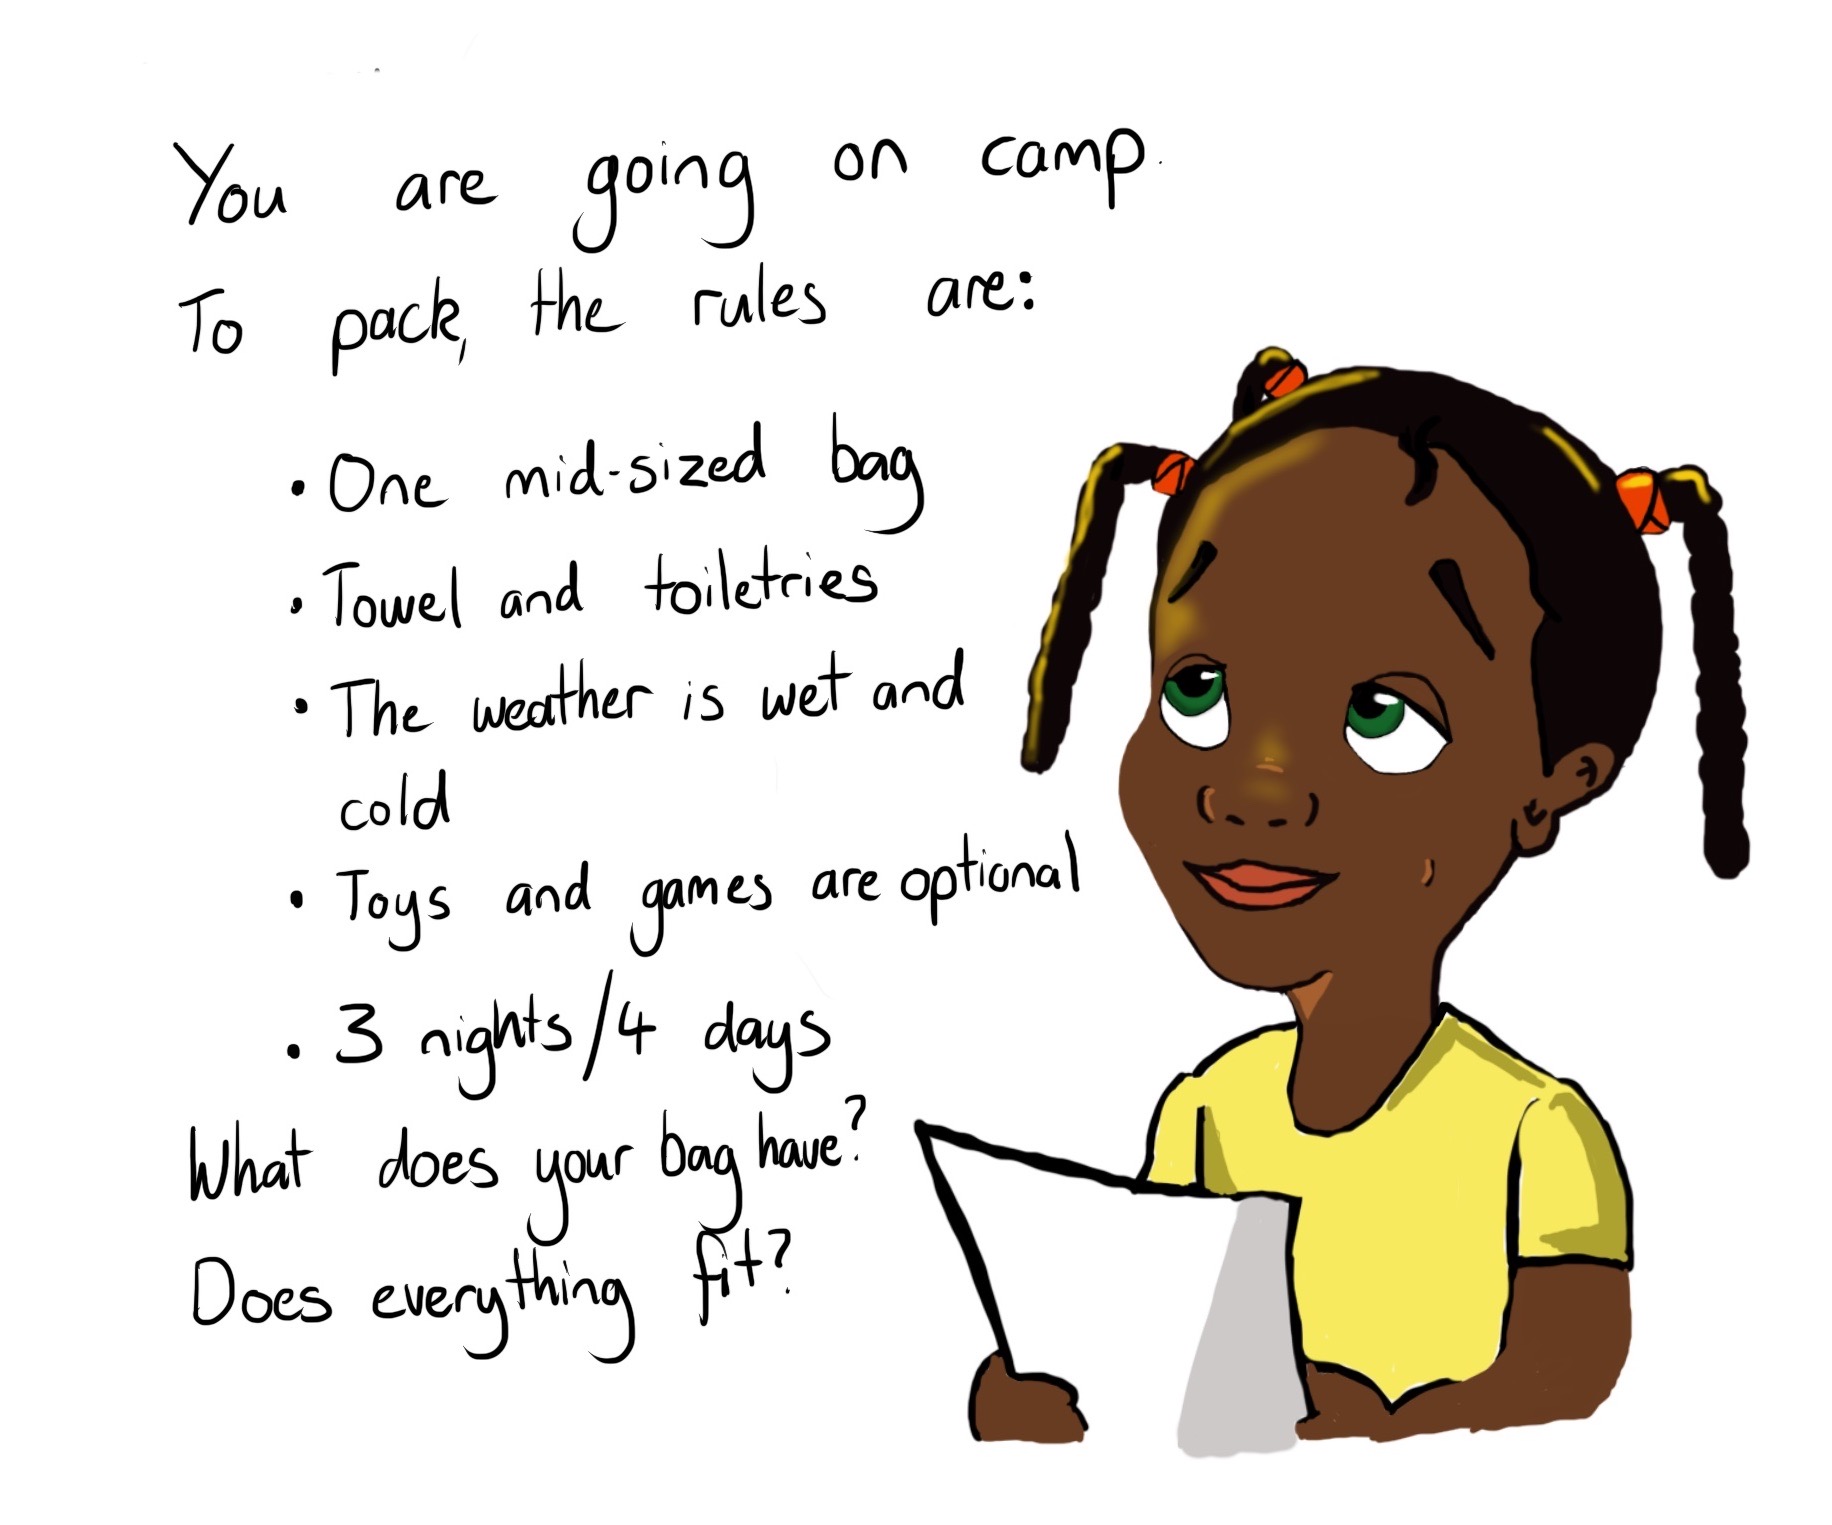 You are going on camp.
To pack, the rules are:
• One mid-sized bag
• Towel and toiletries
• The weather is wet and
cold
• Toys and games are optional
• 3 nights/4 days
What does your bag have?
Does everything fit?